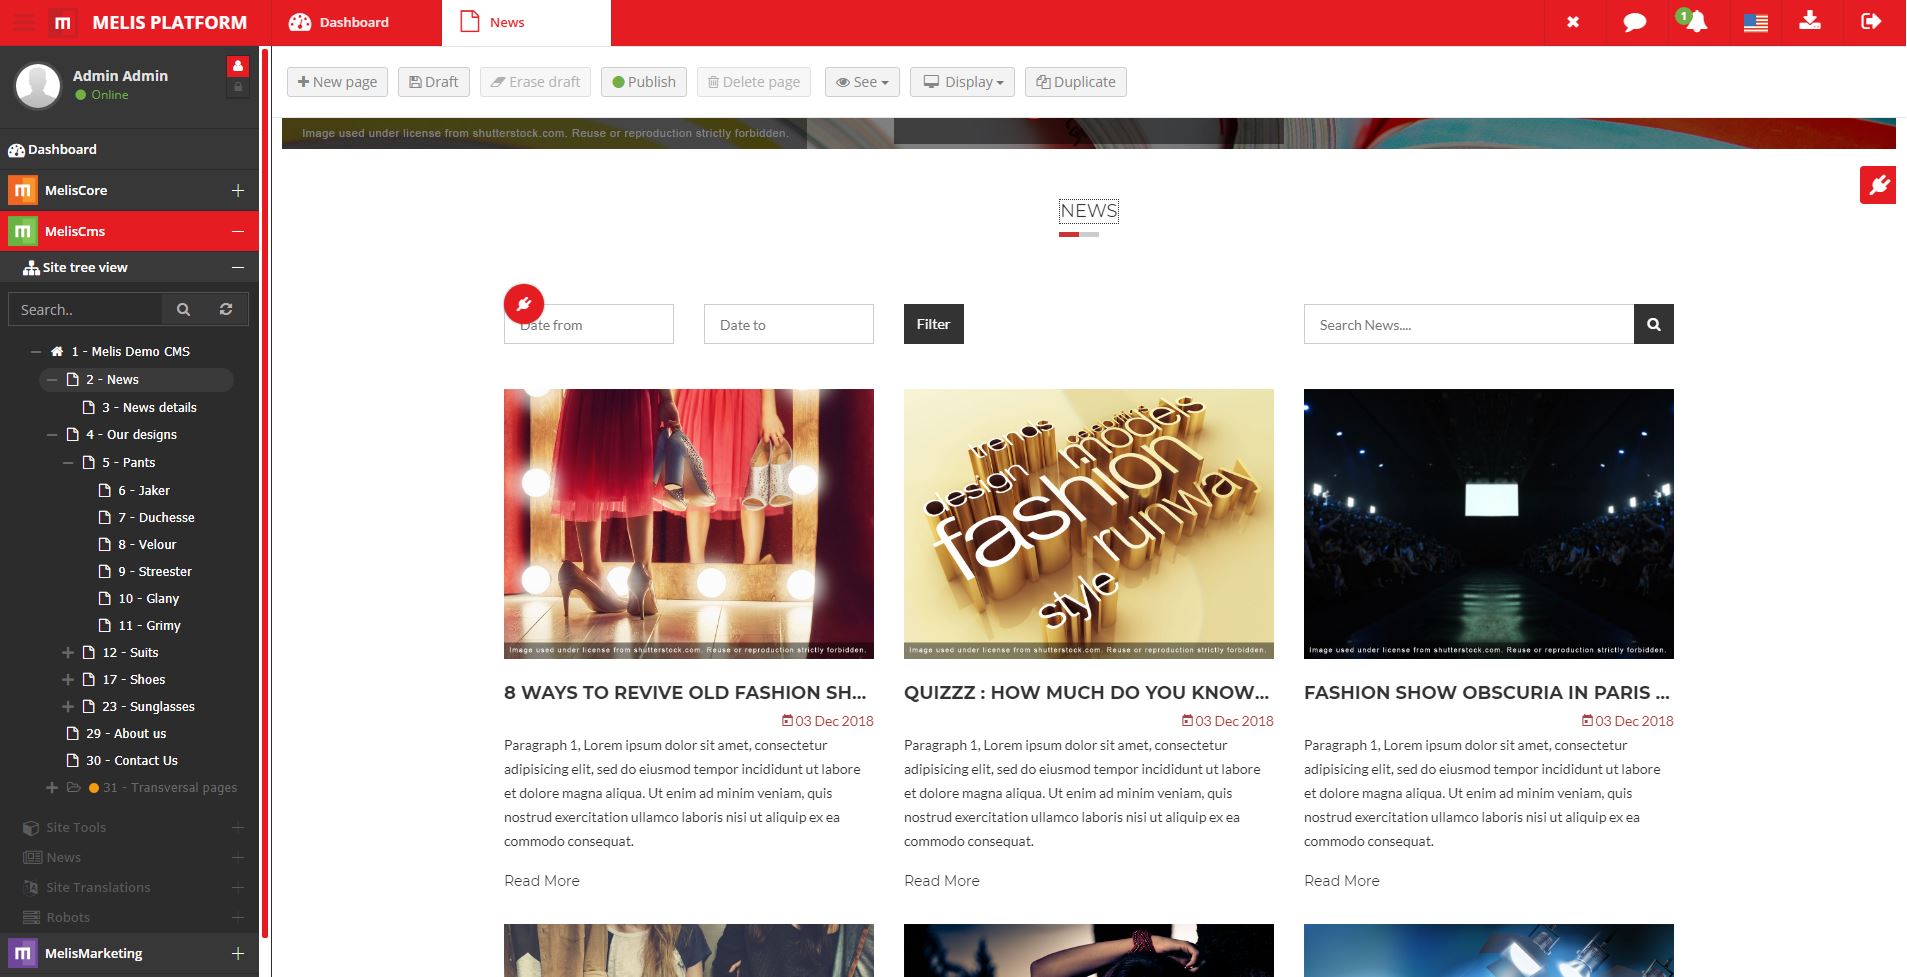 MELIS PLATFORM
Dashboard
News
1
Admin Admin
Online
New page
Draft
Erase draft
Publish
Delete page
See
Display
Duplicate
Image used under license from shutterstock.com. Reuse or reproduction strictly forbidden.
Dashboard
MelisCore
MelisCms
Site tree view
Search..
1 - Melis Demo CMS
2 - News
3 - News details
4 - Our designs
5 - Pants
6 - Jaker
7 - Duchesse
8 - Velour
9 - Streester
10 - Glany
11 - Grimy
12 - Suits
17 - Shoes
23 - Sunglasses
29 - About us
30 - Contact Us
31 - Transversal pages
Site Tools
News
Site Translations
Robots
MelisMarketing
NEWS
Date from
Date to
Filter
Search News....
trends
models
design
fashion
runway
style
Image used under license from shutterstock.com. Reuse or reproduction strictly forbidden.
Image used under license from shutterstock.com. Reuse or reproduction strictly forbidden.
Image used under license from shutterstock.com. Reuse or reproduction strictly forbidden.
8 WAYS TO REVIVE OLD FASHION SH...
03 Dec 2018
Paragraph 1, Lorem ipsum dolor sit amet, consectetur
adipisicing elit, sed do eiusmod tempor incididunt ut labore
et dolore magna aliqua. Ut enim ad minim veniam, quis
nostrud exercitation ullamco laboris nisi ut aliquip ex ea
commodo consequat.
Read More
QUIZZZ : HOW MUCH DO YOU KNOW...
03 Dec 2018
Paragraph 1, Lorem ipsum dolor sit amet, consectetur
adipisicing elit, sed do eiusmod tempor incididunt ut labore
et dolore magna aliqua. Ut enim ad minim veniam, quis
nostrud exercitation ullamco laboris nisi ut aliquip ex ea
commodo consequat.
Read More
FASHION SHOW OBSCURIA IN PARIS ...
03 Dec 2018
Paragraph 1, Lorem ipsum dolor sit amet, consectetur
adipisicing elit, sed do eiusmod tempor incididunt ut labore
et dolore magna aliqua. Ut enim ad minim veniam, quis
nostrud exercitation ullamco laboris nisi ut aliquip ex ea
commodo consequat.
Read More